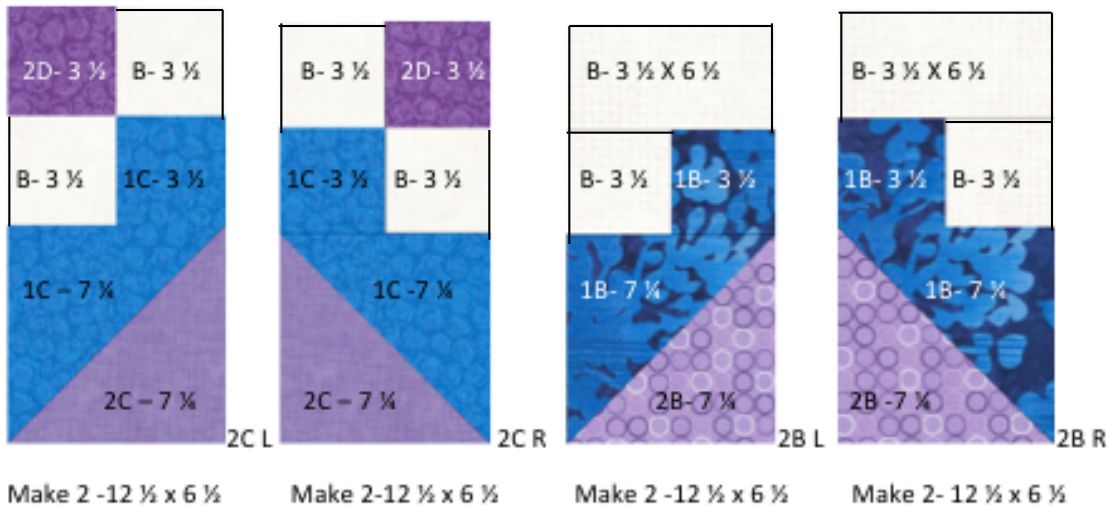 2D- 3 ½ B- 3 ½
B- 3 ½ 1C- 3 ½
1C – 7 ¼
2C – 7 ¼
2C L
Make 2 -12 ½ x 6 ½
B- 3 ½ 2D- 3 ½
1C -3 ½ B- 3 ½
1C -7 ¼
2C – 7 ¼
2C R
Make 2-12 ½ x 6 ½
B- 3 ½ X 6 ½
B- 3 ½ 1B- 3 ½
1B- 7 ¼
2B- 7 ¼
2B L
Make 2 -12 ½ x 6 ½
B- 3 ½ X 6 ½
1B- 3 ½ B- 3 ½
1B- 7 ¼
2B -7 ¼
2B R
Make 2- 12 ½ x 6 ½